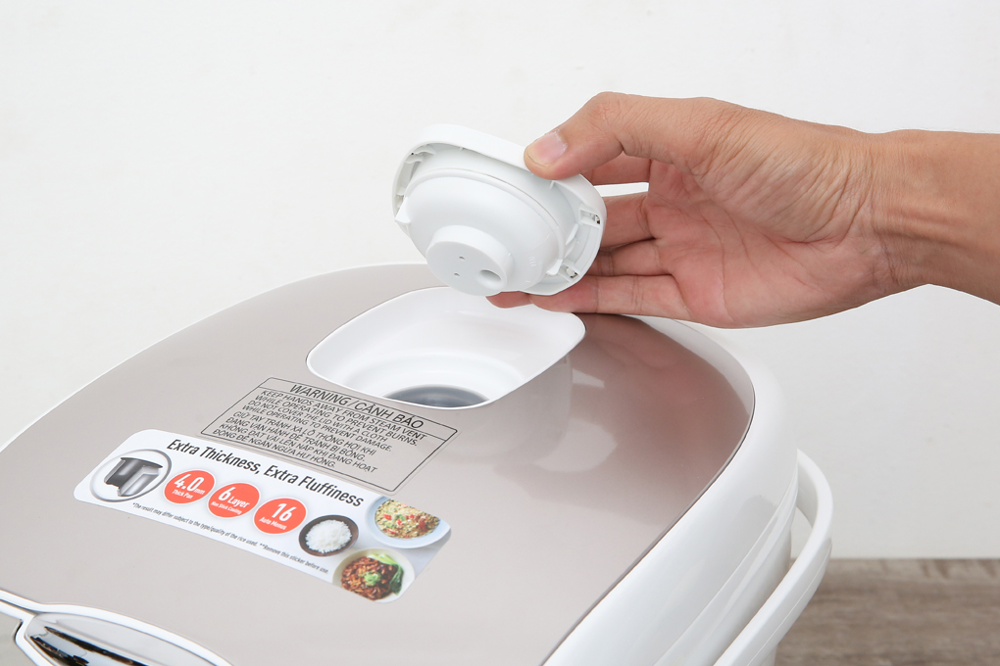 WARNING / CẢNH BÁO
KEEP HANDS AWAY FROM STEAM VENT
WHILE OPERATING TO PREVENT BURNS.
DO NOT COVER THE LID WITH A CLOTH
WHILE OPERATING TO PREVENT DAMAGE.
GIỮ TAY TRÁNH XA LỖ THÔNG HƠI KHI
ĐANG VẬN HÀNH ĐỂ TRÁNH BỊ BỎNG.
KHÔNG ĐẶT VẢI LÊN NẮP KHI ĐANG HOẠT
ĐỘNG ĐỂ NGĂN NGỪA HƯ HỎNG.
Extra Thickness, Extra Fluffiness
4.0mm
Thick Pan
6 Layer
Non Stick Coating
16
Auto Menus
*The result may differ subject to the type/quality of the rice used. **Remove this sticker before use.